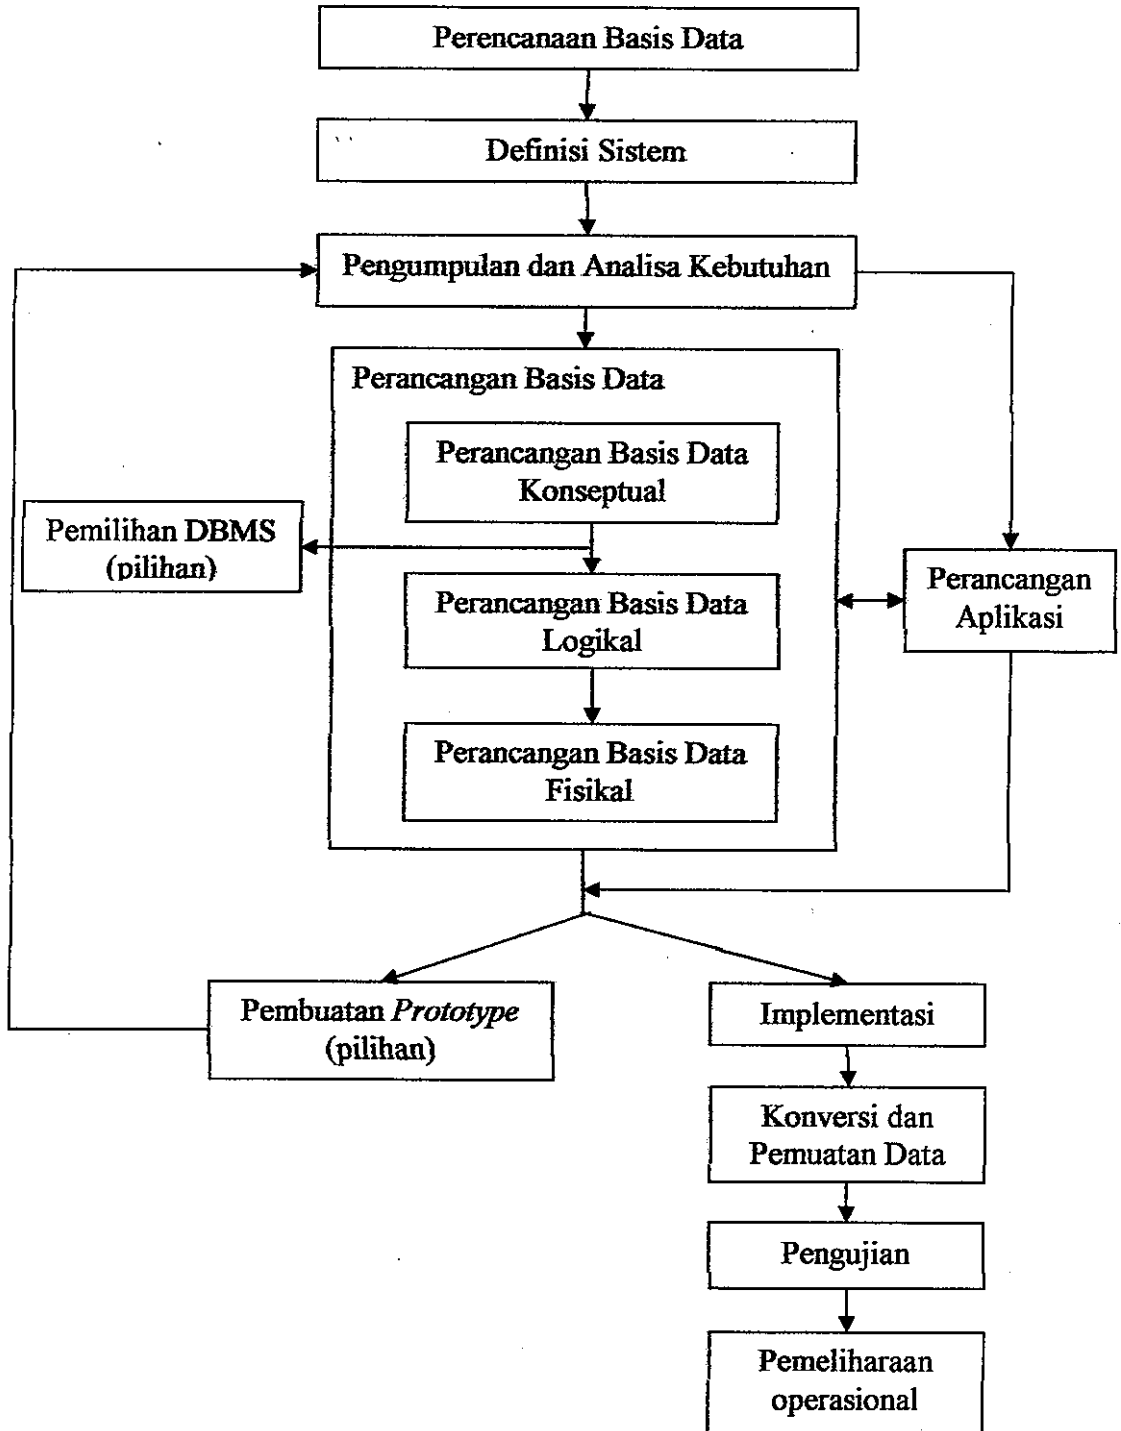 Perencanaan Basis Data
Definisi Sistem
Pengumpulan dan Analisa Kebutuhan
Perancangan Basis Data
Perancangan Basis Data
Konseptual
Pemilihan DBMS
(pilihan)
Perancangan Basis Data
Logikal
Perancangan
Aplikasi
Perancangan Basis Data
Fisikal
Pembuatan Prototype
(pilihan)
Implementasi
Konversi dan
Pemuatan Data
Pengujian
Pemeliharaan
operasional